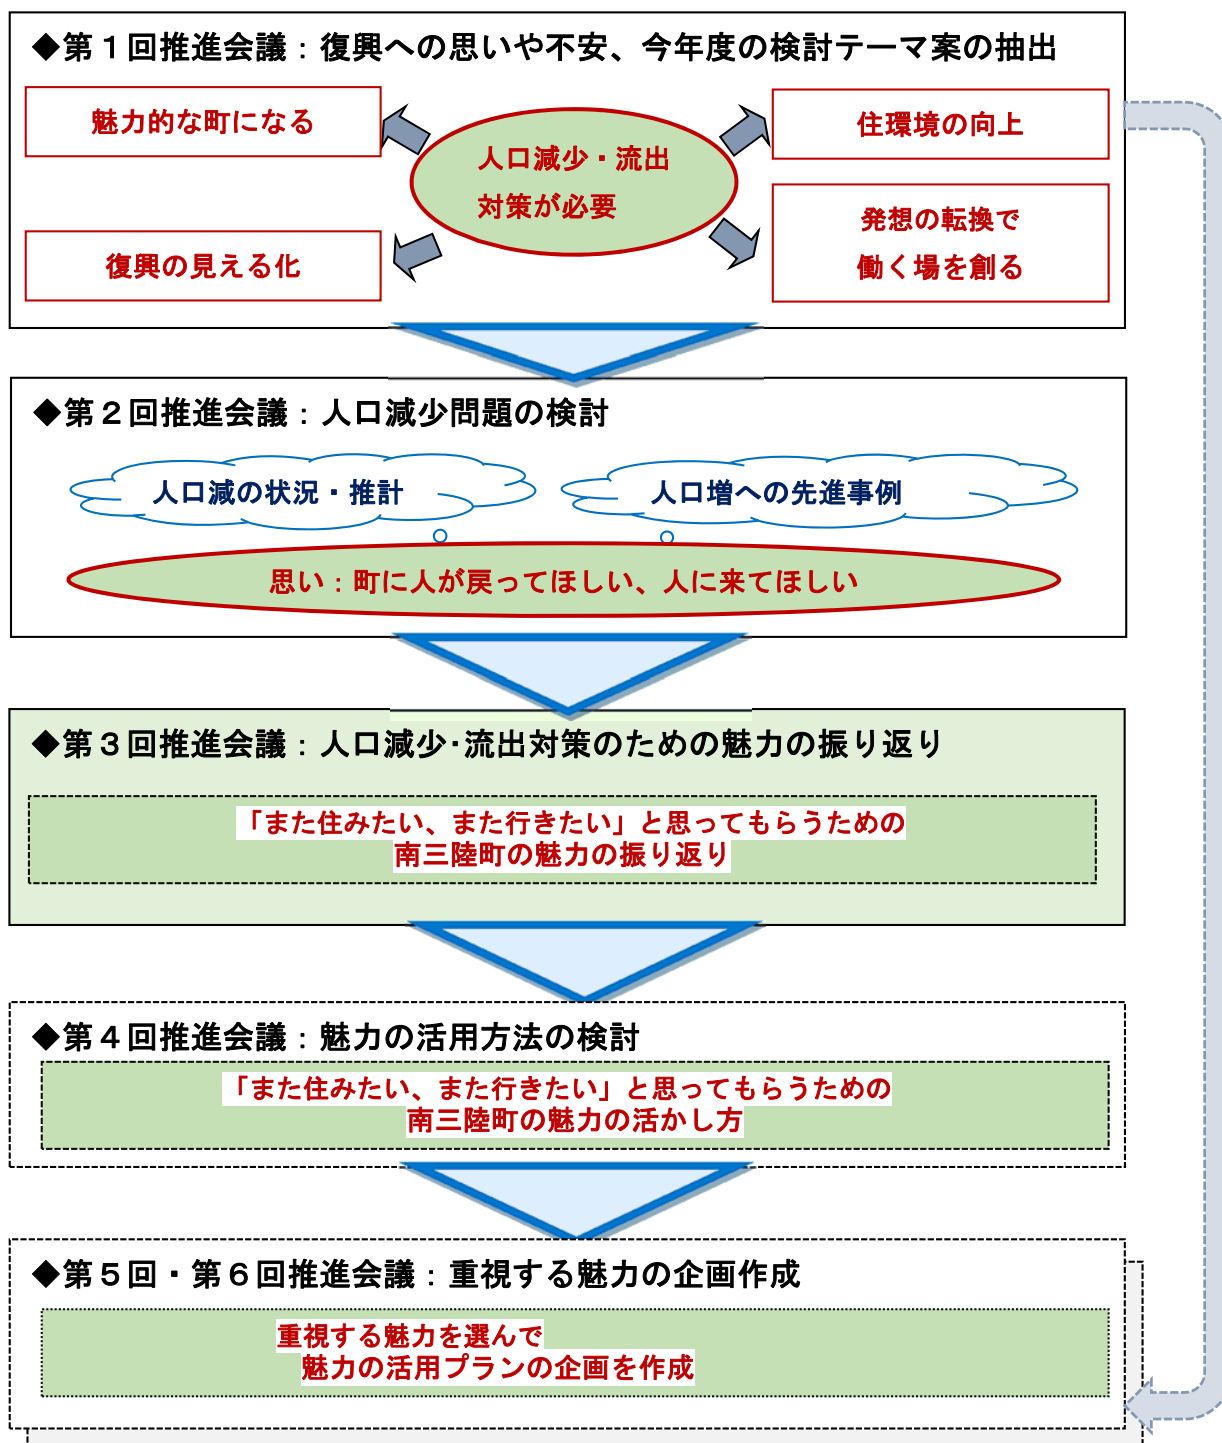 ◆第１回推進会議：復興への思いや不安、今年度の検討テーマ案の抽出
魅力的な町になる
人口減少・流出
対策が必要
住環境の向上
復興の見える化
発想の転換で
働く場を創る
◆第２回推進会議：人口減少問題の検討
人口減の状況・推計
人口増への先進事例
思い：町に人が戻ってほしい、人に来てほしい
◆第３回推進会議：人口減少・流出対策のための魅力の振り返り
「また住みたい、また行きたい」と思ってもらうための
南三陸町の魅力の振り返り
◆第４回推進会議：魅力の活用方法の検討
「また住みたい、また行きたい」と思ってもらうための
南三陸町の魅力の活かし方
◆第５回・第６回推進会議：重視する魅力の企画作成
重視する魅力を選んで
魅力の活用プランの企画を作成